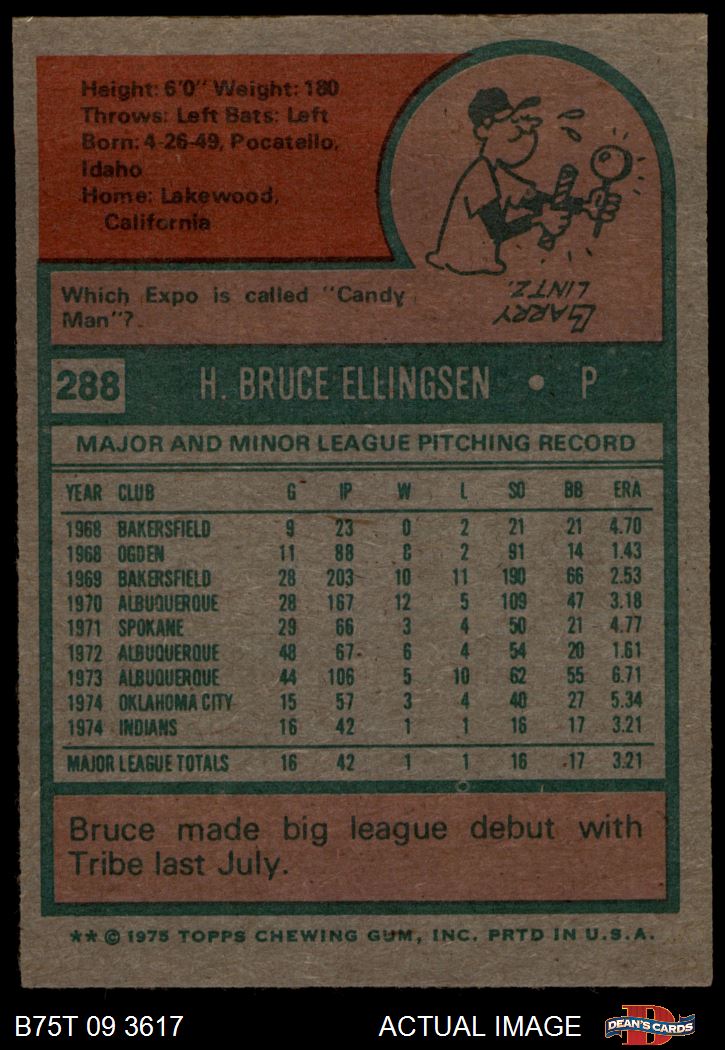 Height: 6'0" Weight: 180
Throws: Left Bats: Left
Born: 4-26-49, Pocatello,
Idaho
Home: Lakewood,
California
Which Expo is called "Candy
Man"?
LARRY
LINTZ.
288 H. BRUCE ELLINGSEN • P
MAJOR AND MINOR LEAGUE PITCHING RECORD
YEAR CLUB G IP W L SO BB ERA
1968 BAKERSFIELD 9 23 0 2 21 21 4.70
1968 OGDEN 11 88 8 2 91 14 1.43
1969 BAKERSFIELD 28 203 10 11 190 66 2.53
1970 ALBUQUERQUE 28 167 12 5 109 47 3.18
1971 SPOKANE 29 66 3 4 50 21 4.77
1972 ALBUQUERQUE 48 67 6 4 54 20 1.61
1973 ALBUQUERQUE 44 106 5 10 62 55 6.71
1974 OKLAHOMA CITY 15 57 3 4 40 27 5.34
1974 INDIANS 16 42 1 1 16 17 3.21
MAJOR LEAGUE TOTALS 16 42 1 1 16 17 3.21
Bruce made big league debut with
Tribe last July.
** © 1975 TOPPS CHEWING GUM, INC. PRTD IN U.S.A.
B75T 09 3617 ACTUAL IMAGE D DEAN'S CARDS